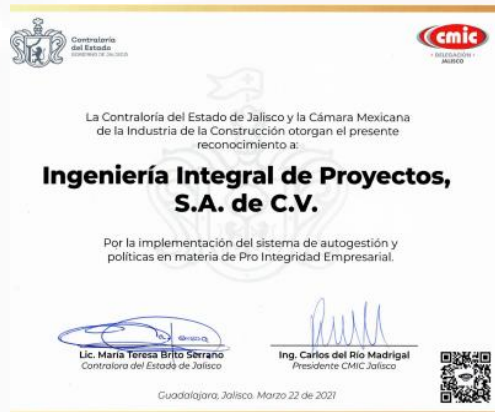 Contraloría
del Estado
GOBIERNO DE JALISCO
cmic
DELEGACIÓN
JALISCO
La Contraloría del Estado de Jalisco y la Cámara Mexicana
de la Industria de la Construcción otorgan el presente
reconocimiento a:
Ingeniería Integral de Proyectos,
S.A. de C.V.
Por la implementación del sistema de autogestión y
políticas en materia de Pro Integridad Empresarial.
Lic. María Teresa Brito Serrano
Contralora del Estado de Jalisco
Ing. Carlos del Río Madrigal
Presidente CMIC Jalisco
Guadalajara, Jalisco. Marzo 22 de 2021